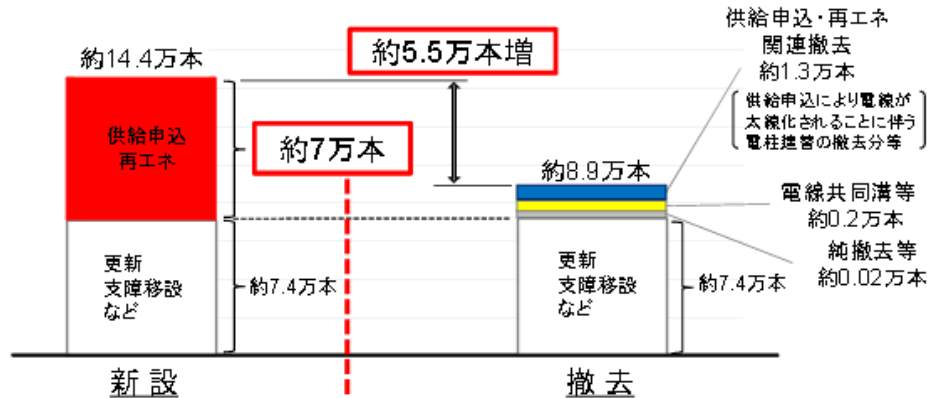 約14.4万本
供給申込
再エネ
更新
支障移設
など
約7.4万本
新設
約5.5万本増
約7万本
約8.9万本
更新
支障移設
など
約7.4万本
撤去
供給申込・再エネ
関連撤去
約1.3万本
供給申込により電線が
太線化されることに伴う
電柱建替の撤去分等
電線共同溝等
約0.2万本
純撤去等
約0.02万本